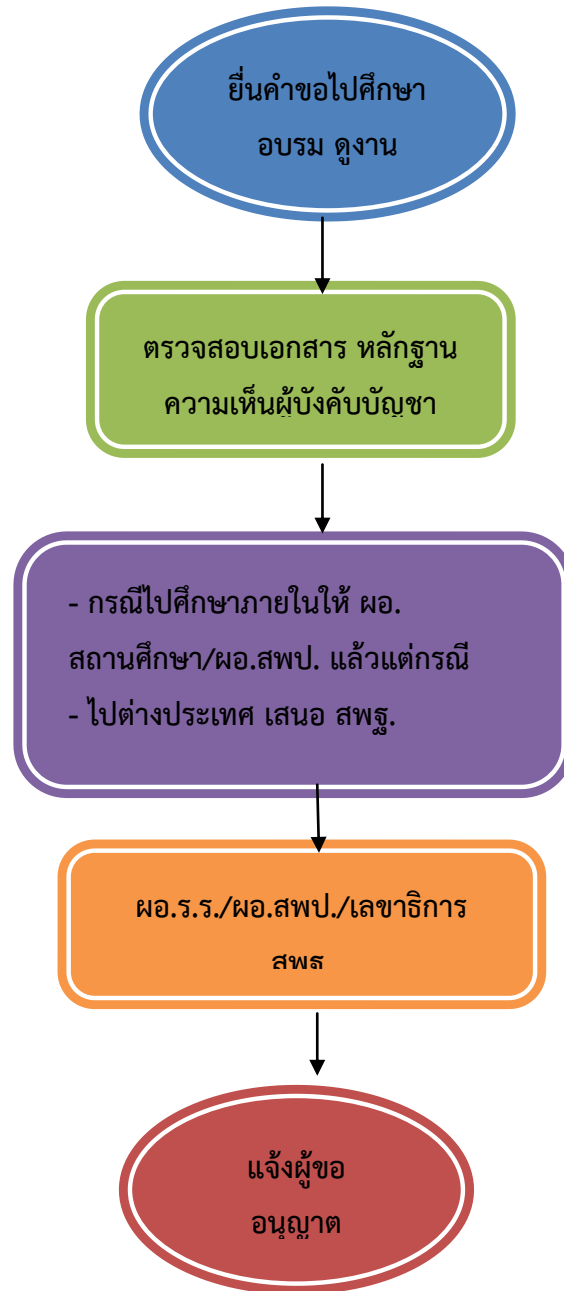 ยื่นคำขอไปศึกษา
อบรม ดูงาน
ตรวจสอบเอกสาร หลักฐาน
ความเห็นผู้บังคับบัญชา
- กรณีไปศึกษาภายในให้ ผอ.
สถานศึกษา/ผอ.สพป. แล้วแต่กรณี
- ไปต่างประเทศ เสนอ สพฐ.
ผอ.ร.ร./ผอ.สพป./เลขาธิการ
สพฐ
แจ้งผู้ขอ
อนุญาต